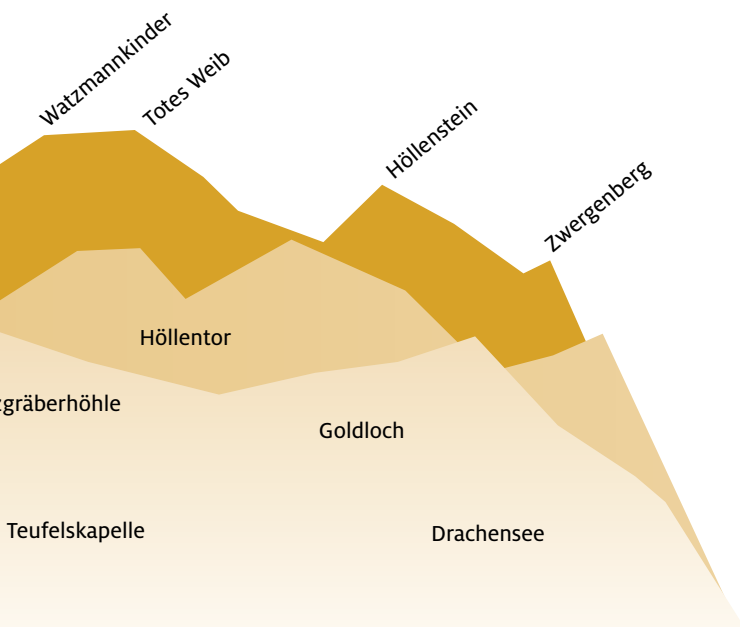 Watzmannkinder
Totes Weib
Höllenstein
Zwergenberg
Höllentor
gräberhöhle
Goldloch
Teufelskapelle
Drachensee